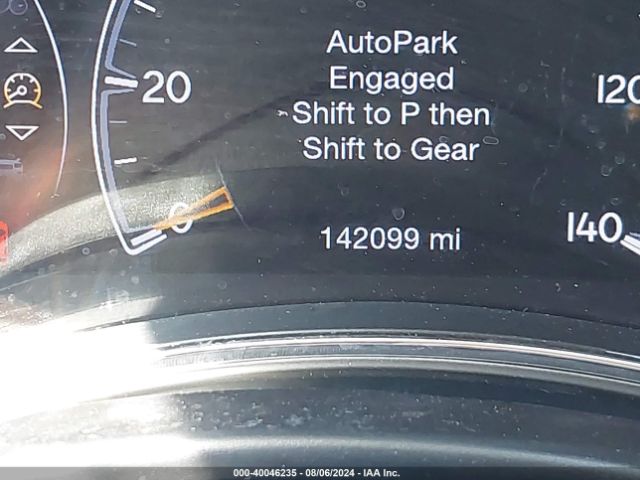 AutoPark
Engaged
Shift to P then
Shift to Gear
20
120
0
142099 mi
140
000-40046235 - 08/06/2024 - IAA Inc.